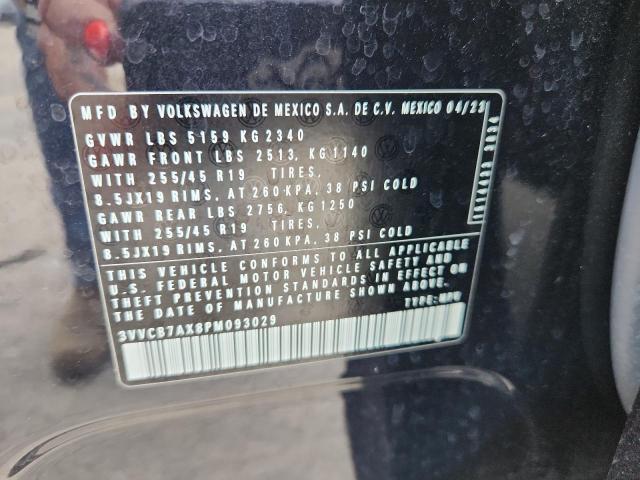 MFD BY VOLKSWAGEN DE MEXICO S.A. DE C.V. MEXICO 04/23
GVWR LBS 5159 KG 2340
GAWR FRONT LBS 2513, KG 1140
WITH 255/45 R19 TIRES,
8.5JX19 RIMS, AT 260 KPA, 38 PSI COLD
GAWR REAR LBS 2756, KG 1250
WITH 255/45 R19 TIRES,
8.5JX19 RIMS, AT 260 KPA, 38 PSI COLD
THIS VEHICLE CONFORMS TO ALL APPLICABLE
U.S. FEDERAL MOTOR VEHICLE SAFETY AND
THEFT PREVENTION STANDARDS IN EFFECT ON
THE DATE OF MANUFACTURE SHOWN ABOVE.
TYPE: MPV
3VVCB7AX8PM093029